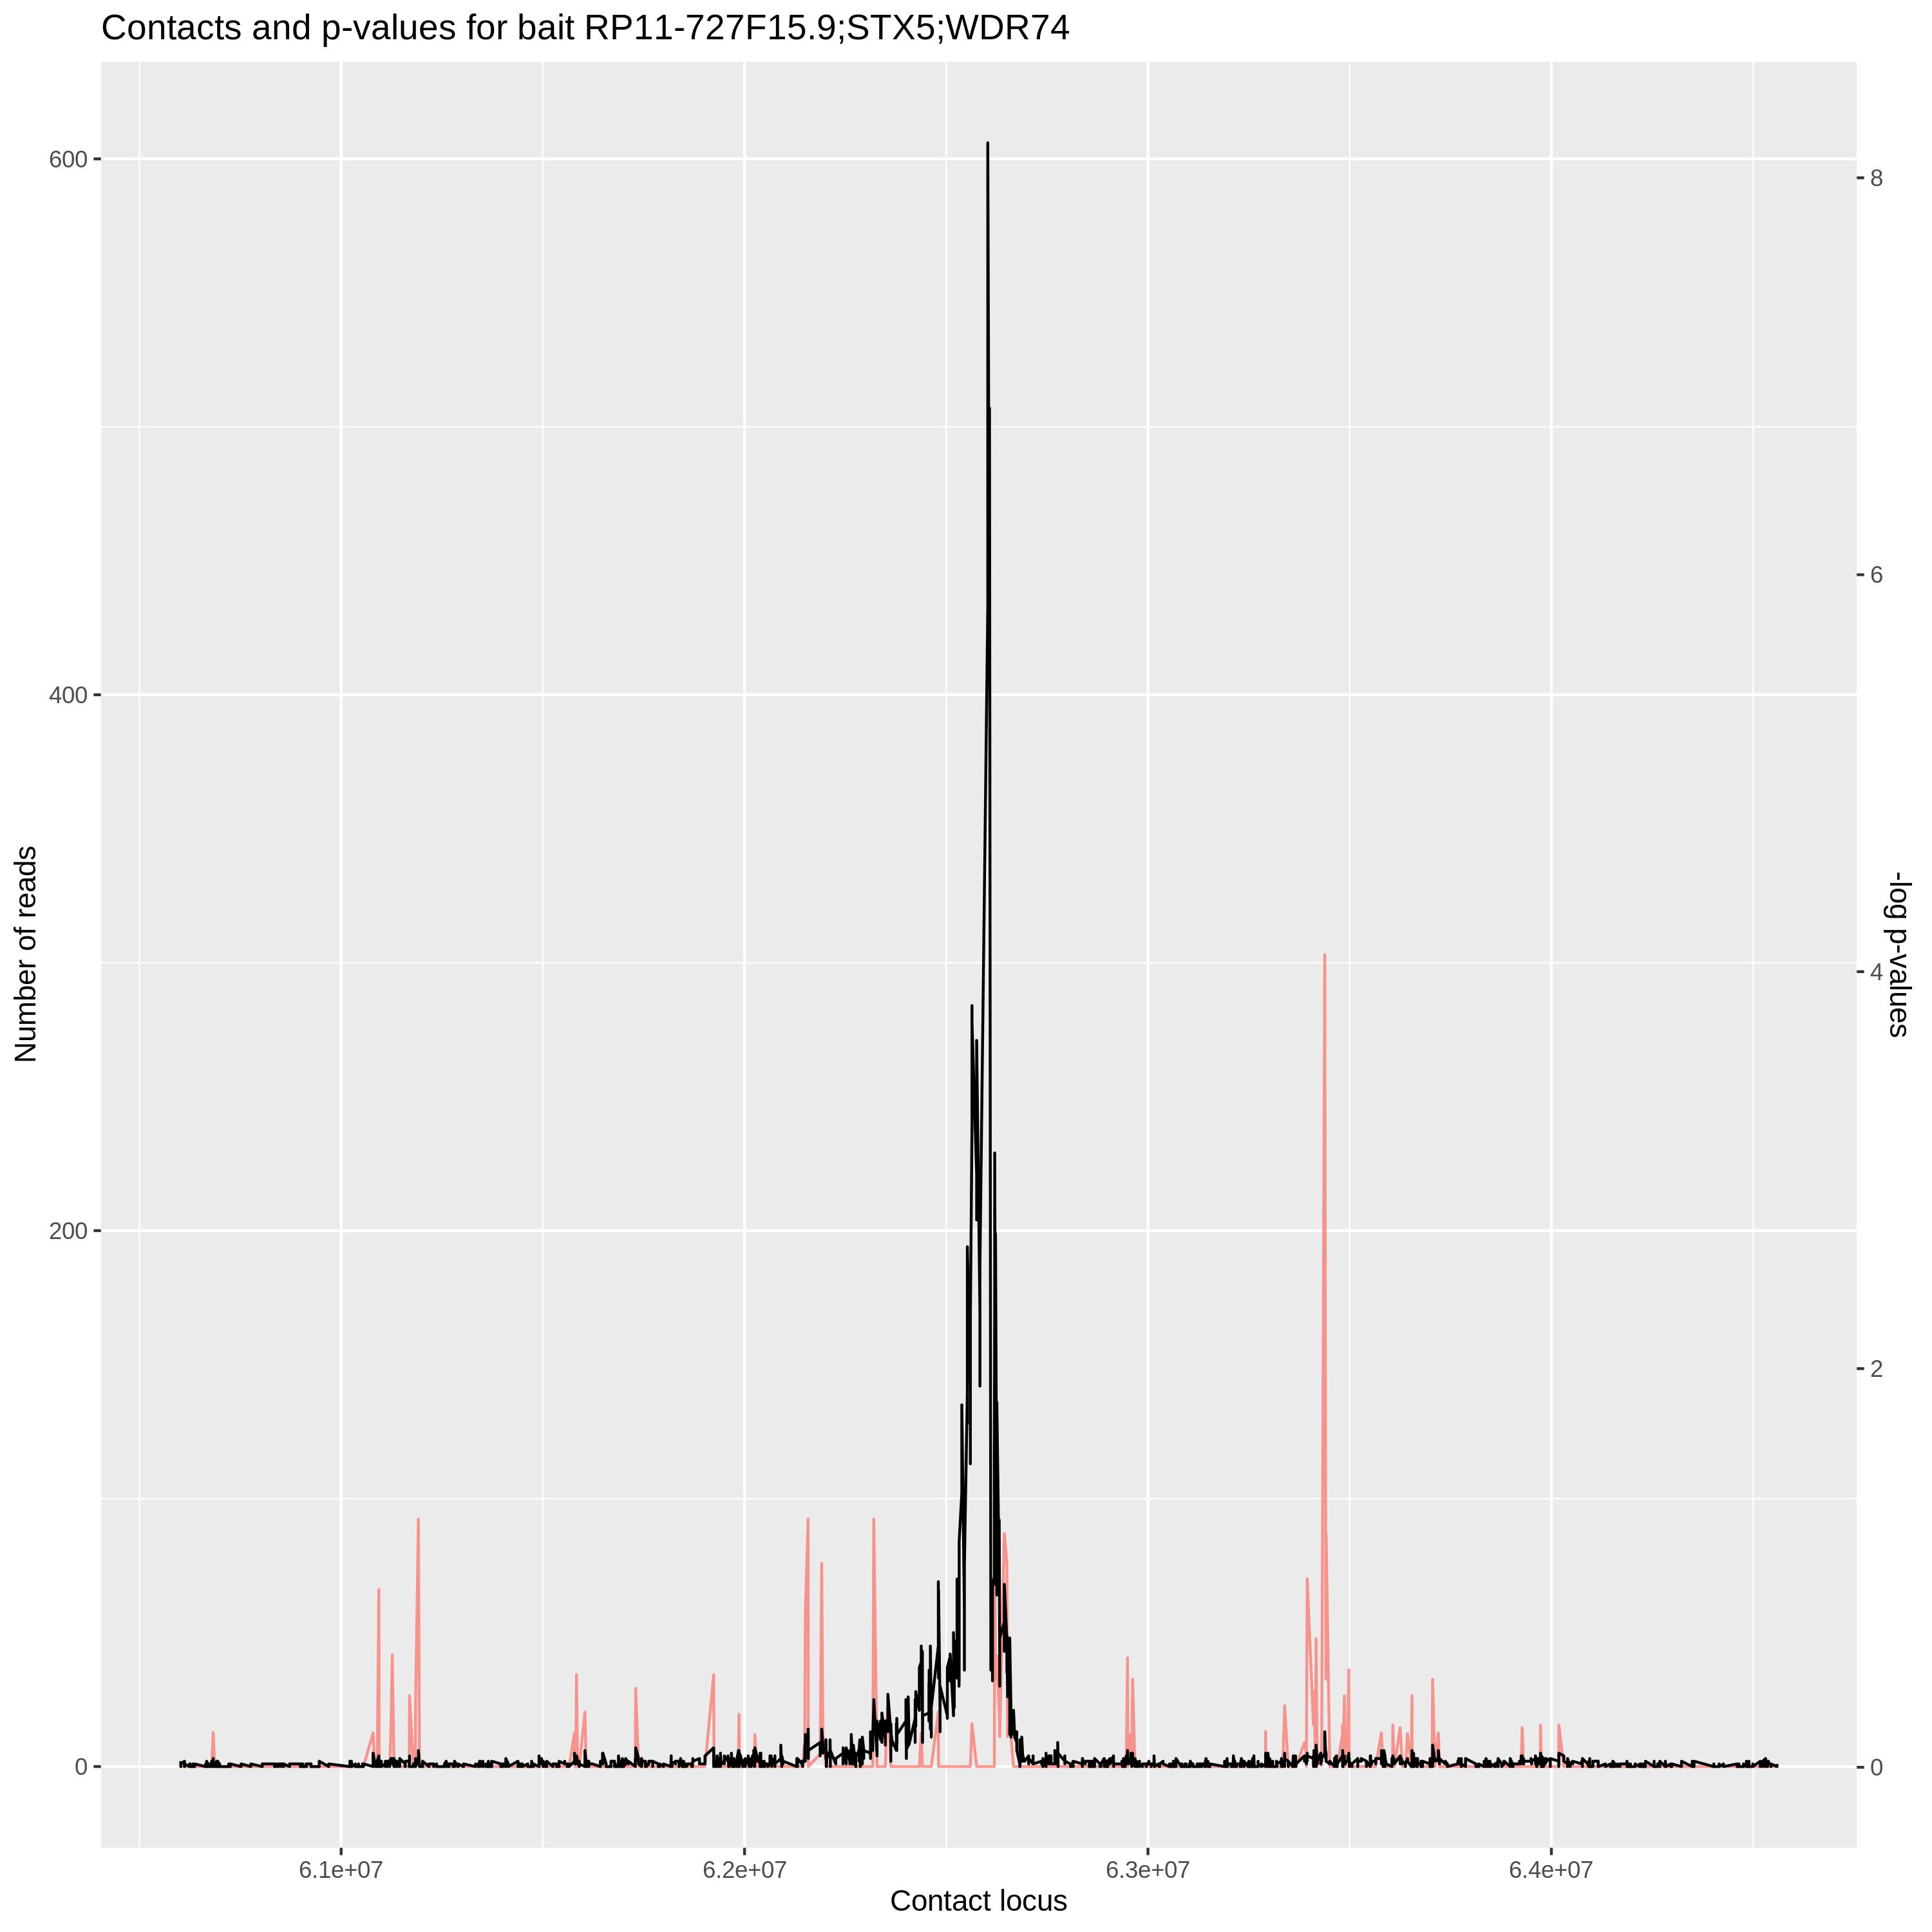 Contacts and p-values for bait RP11-727F15.9;STX5;WDR74
600
400
200
0
Number of reads
8
6
4
2
0
-log p-values
6.1e+07
6.2e+07
6.3e+07
6.4e+07
Contact locus